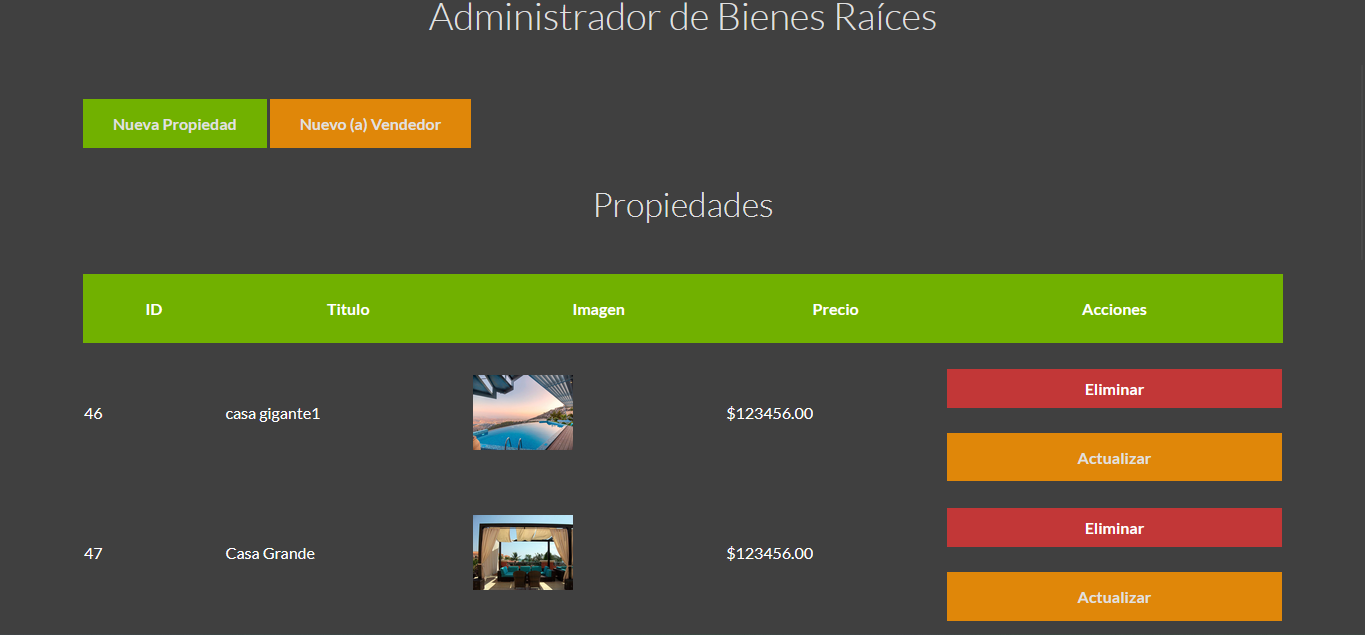 Administrador de Bienes Raíces
Nueva Propiedad Nuevo (a) Vendedor
Propiedades
ID Titulo Imagen Precio Acciones
46 casa gigante1 $123456.00 Eliminar
Actualizar
47 Casa Grande $123456.00 Eliminar
Actualizar